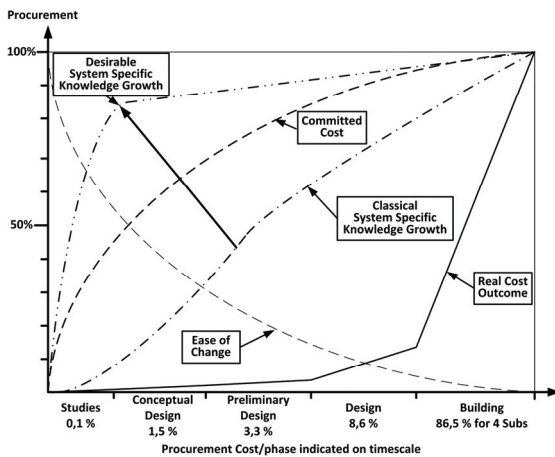 Procurement
100%
Desirable
System Specific
Knowledge Growth
Committed
Cost
Classical
System Specific
Knowledge Growth
50%
Real Cost
Outcome
Ease of
Change
Studies
0,1 %
Conceptual
Design
1,5 %
Preliminary
Design
3,3 %
Design
8,6 %
Building
86,5 % for 4 Subs
Procurement Cost/phase indicated on timescale